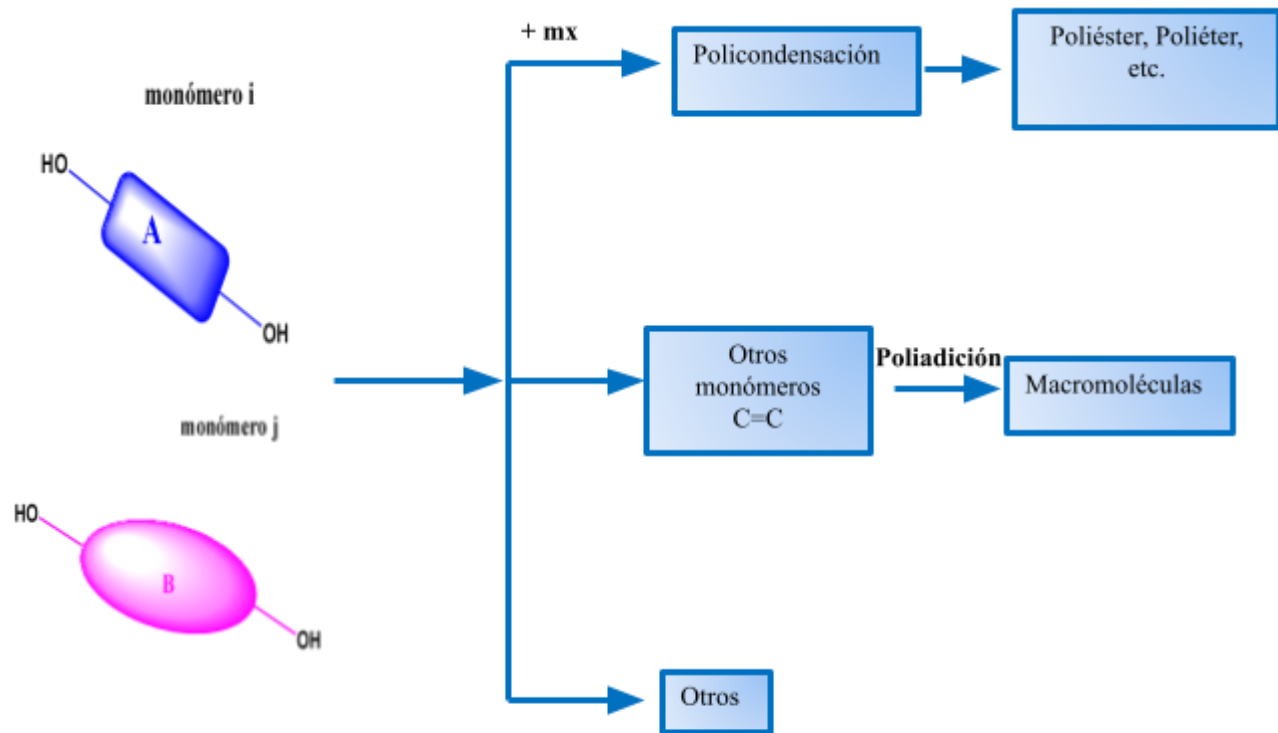 monómero i
HO
A
OH
monómero j
HO
B
OH
+ mx
Policondensación
Poliéster, Poliéter,
etc.
Otros
monómeros
C=C
Poliadición
Macromoléculas
Otros